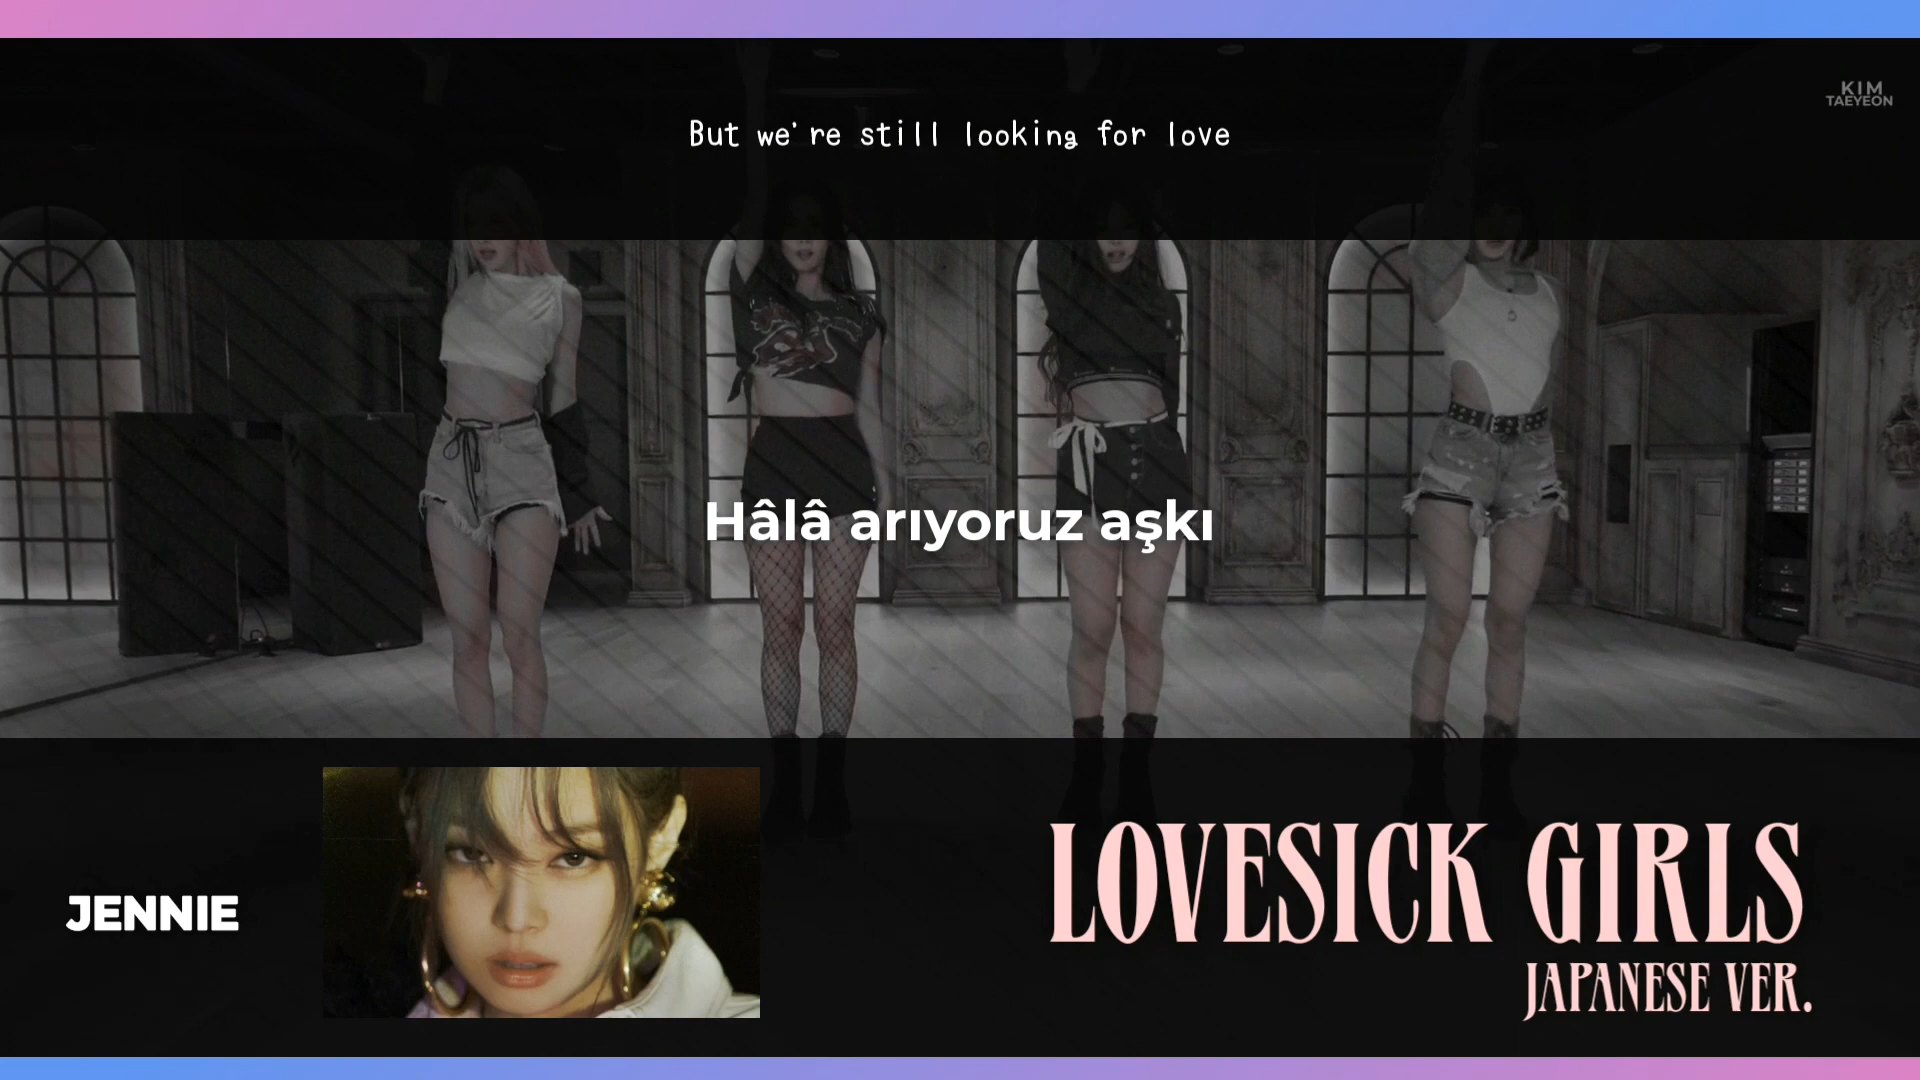 KIM
TAEYEON
But we're still looking for love
Hâlâ arıyoruz aşkı
JENNIE
LOVESICK GIRLS
JAPANESE VER.